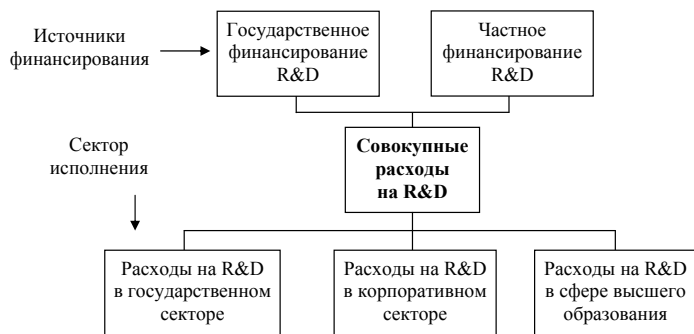 Источники
финансирования
Государственное
финансирование
R&D
Частное
финансирование
R&D
Совокупные
расходы
на R&D
Сектор
исполнения
Расходы на R&D
в государственном
секторе
Расходы на R&D
в корпоративном
секторе
Расходы на R&D
в сфере высшего
образования